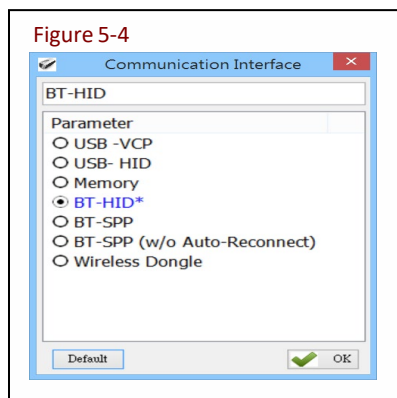 Figure 5-4
Communication Interface
BT-HID
Parameter
USB -VCP
USB- HID
Memory
BT-HID*
BT-SPP
BT-SPP (w/o Auto-Reconnect)
Wireless Dongle
Default OK